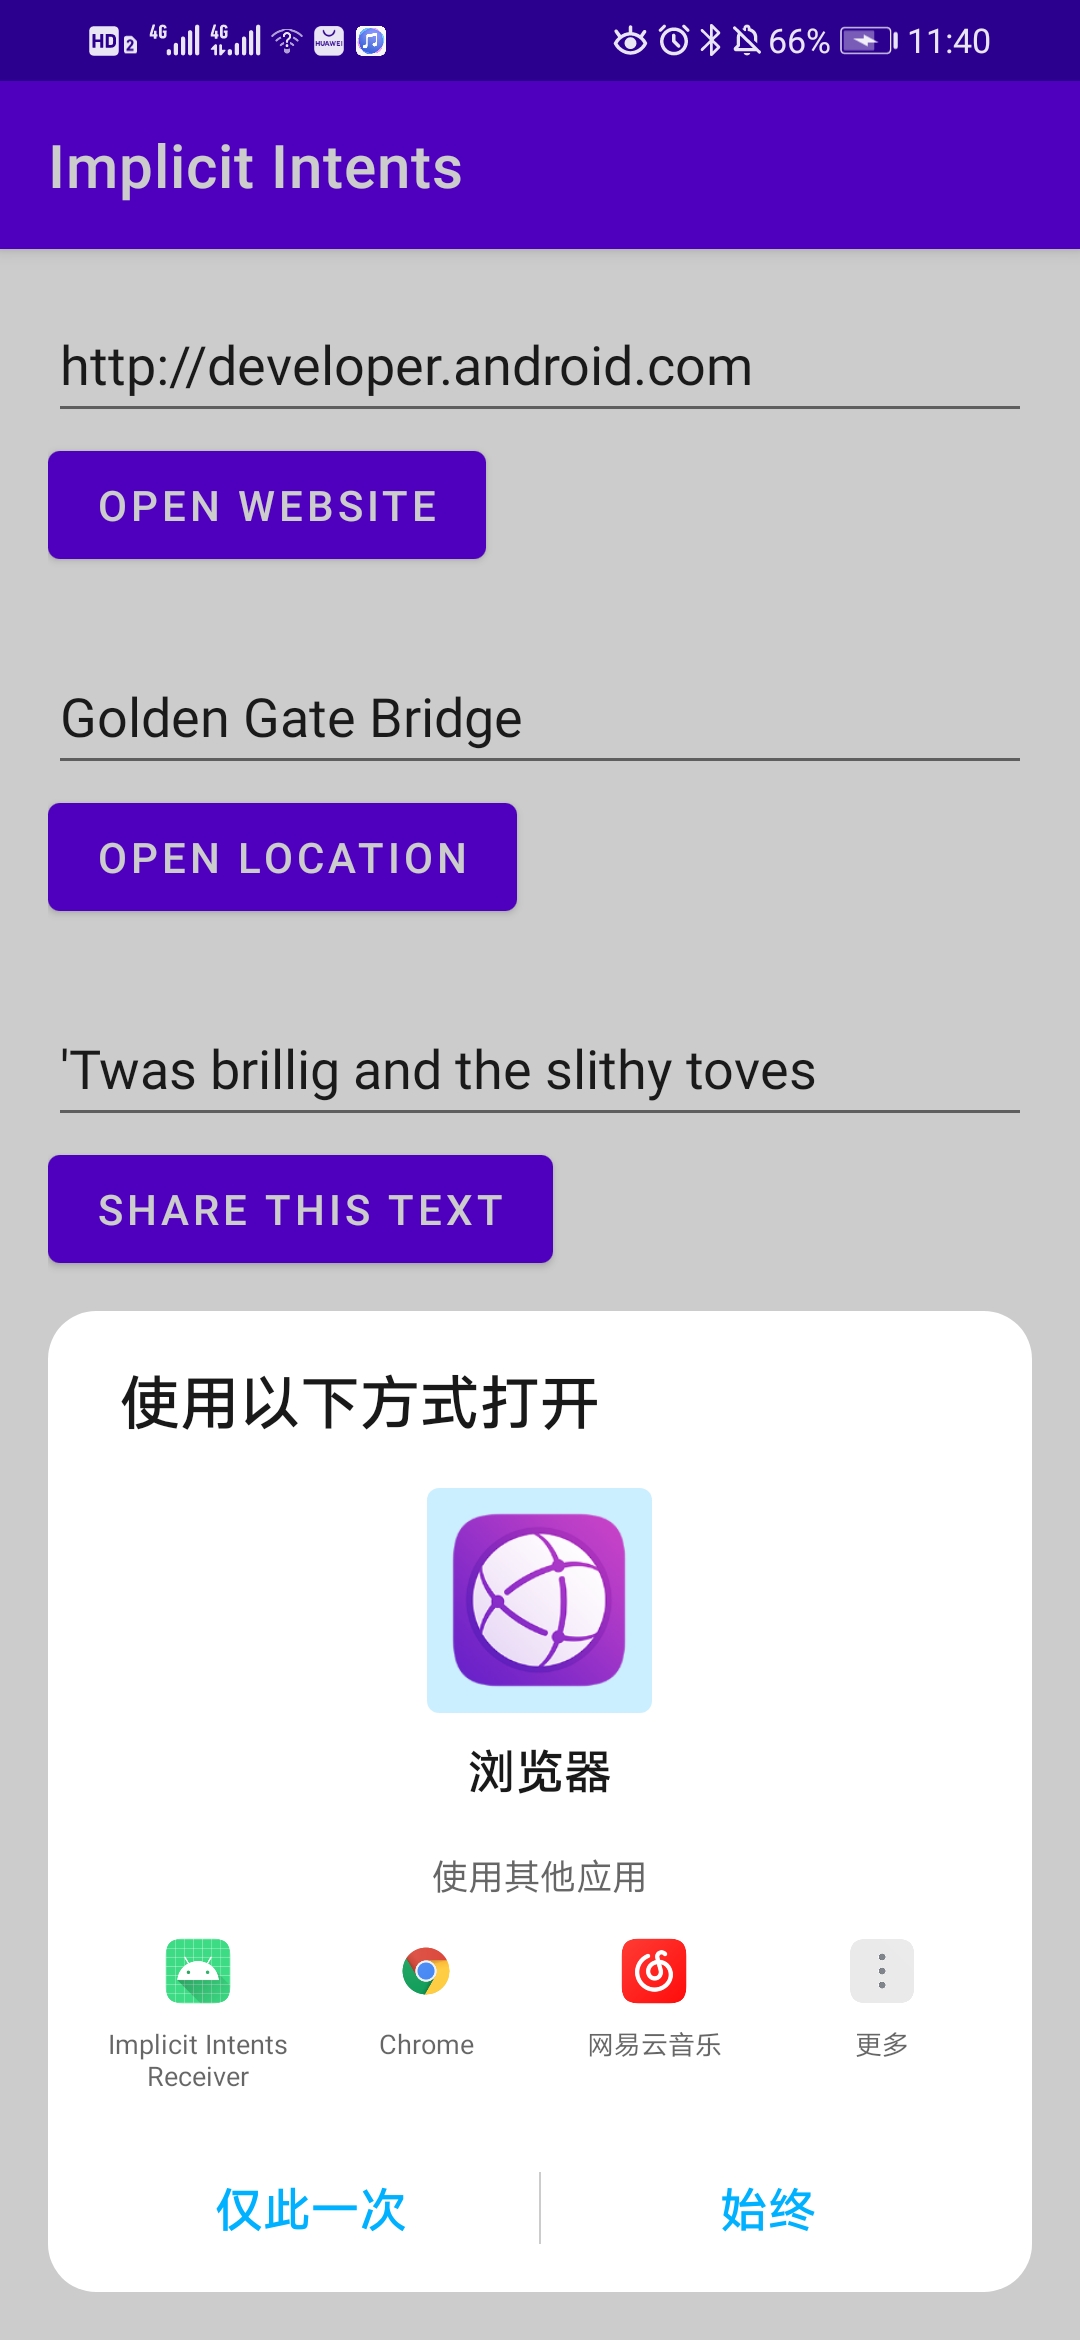 HD 2 4G 4G HUAWEI 66% 11:40
Implicit Intents
http://developer.android.com
OPEN WEBSITE
Golden Gate Bridge
OPEN LOCATION
'Twas brillig and the slithy toves
SHARE THIS TEXT
使用以下方式打开
浏览器
使用其他应用
Implicit Intents
Receiver
Chrome
网易云音乐
更多
仅此一次
始终